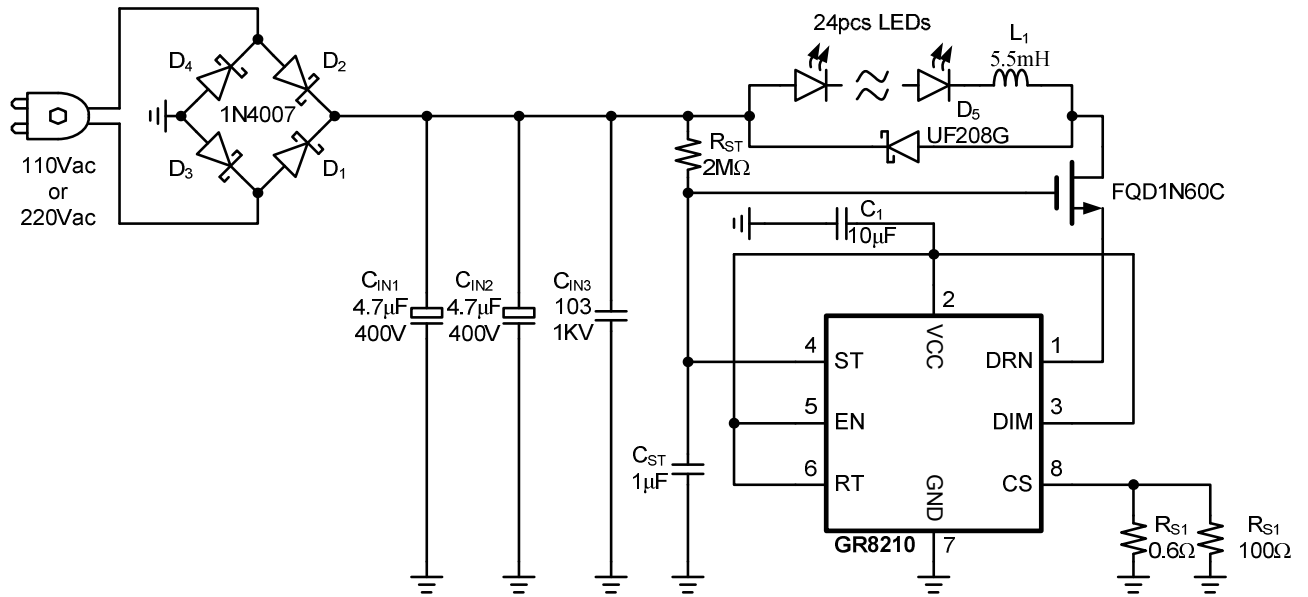 24pcs LEDs
L1
5.5mH
D4
D2
1N4007
D3
D1
110Vac
or
220Vac
D5
UF208G
RST
2MΩ
FQD1N60C
C1
10μF
CIN1
4.7μF
400V
CIN2
4.7μF
400V
CIN3
103
1KV
2
VCC
4
ST
DRN
1
5
EN
DIM
3
6
RT
CS
8
GND
7
GR8210
CST
1μF
RS1
0.6Ω
RS1
100Ω